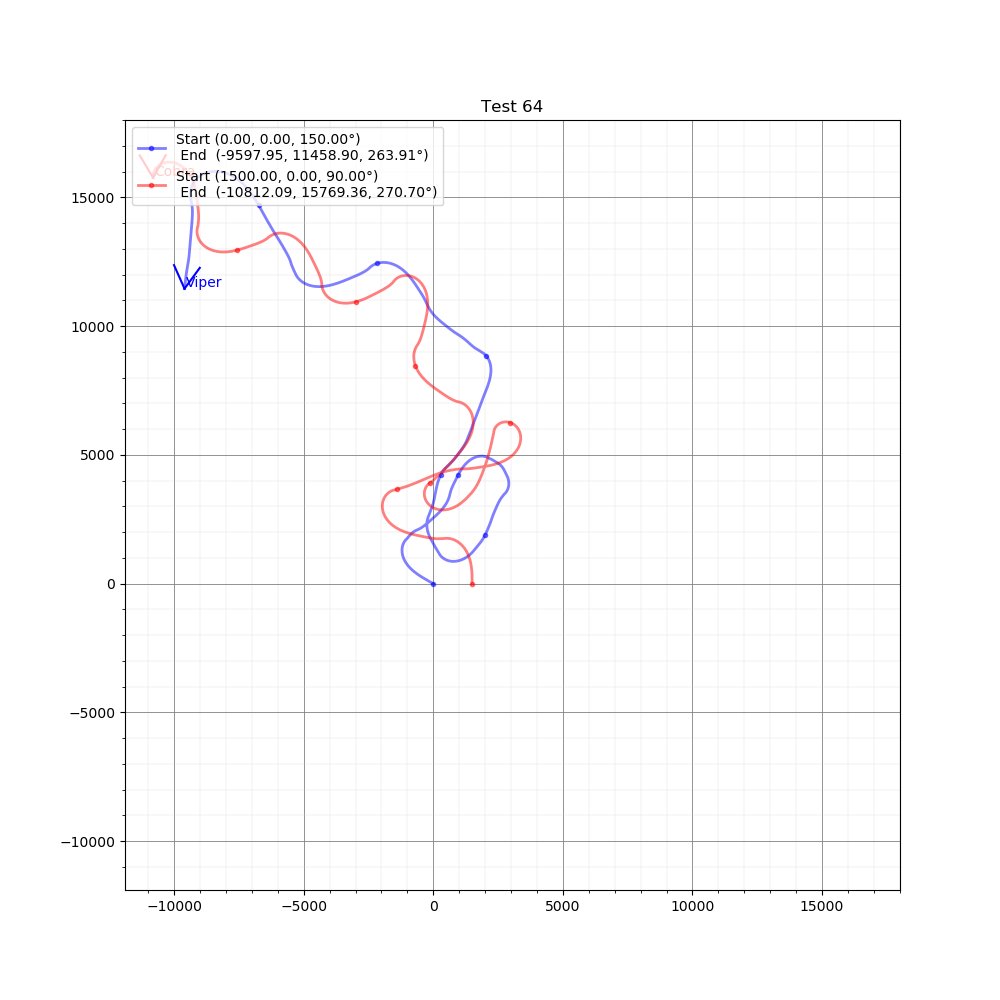 Test 64
Start (0.00, 0.00, 150.00°)
End (-9597.95, 11458.90, 263.91°)
Start (1500.00, 0.00, 90.00°)
End (-10812.09, 15769.36, 270.70°)
Viper
15000
10000
5000
0
−5000
−10000
−10000 −5000 0 5000 10000 15000